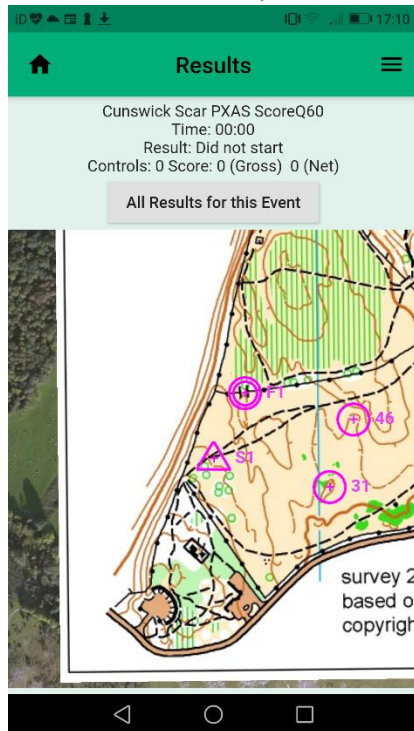 17:10
Results
Cunswick Scar PXAS ScoreQ60
Time: 00:00
Result: Did not start
Controls: 0 Score: 0 (Gross) 0 (Net)
All Results for this Event
F1
46
S1
31
survey 2
based o
copyrigh